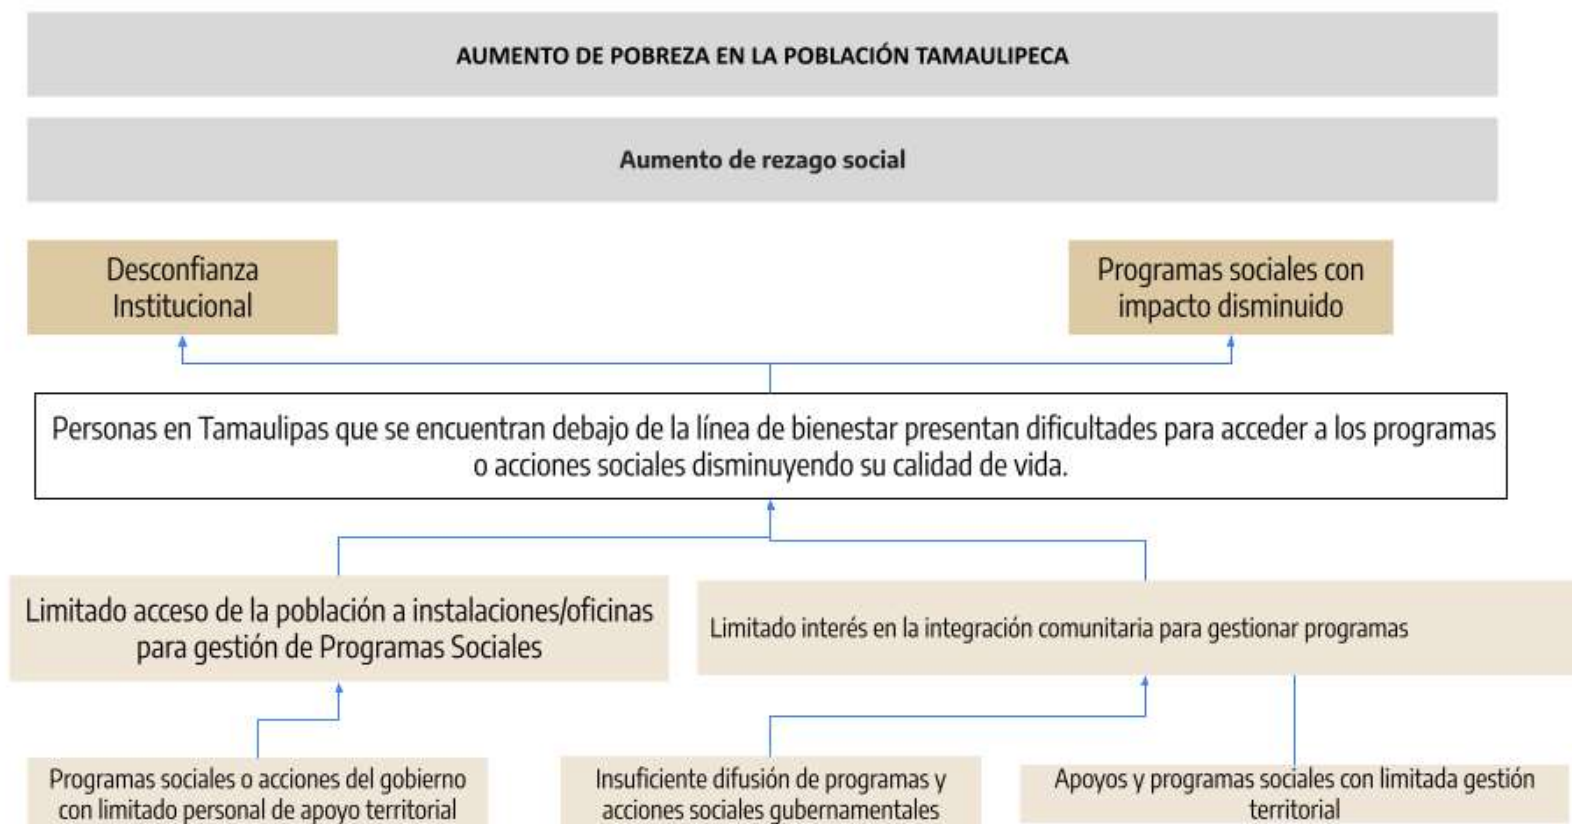 AUMENTO DE POBREZA EN LA POBLACIÓN TAMAULIPECA
Aumento de rezago social
Desconfianza
Institucional
Programas sociales con
impacto disminuido
Personas en Tamaulipas que se encuentran debajo de la línea de bienestar presentan dificultades para acceder a los programas
o acciones sociales disminuyendo su calidad de vida.
Limitado acceso de la población a instalaciones/oficinas
para gestión de Programas Sociales
Limitado interés en la integración comunitaria para gestionar programas
Programas sociales o acciones del gobierno
con limitado personal de apoyo territorial
Insuficiente difusión de programas y
acciones sociales gubernamentales
Apoyos y programas sociales con limitada gestión
territorial